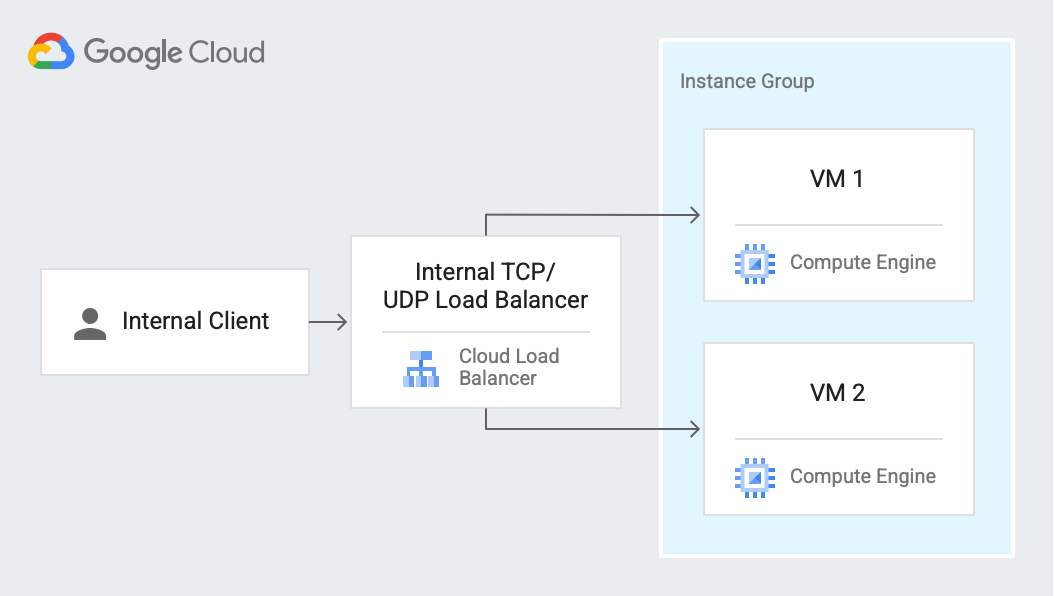 Google Cloud
Instance Group
VM 1
Compute Engine
Internal TCP/
UDP Load Balancer
Cloud Load
Balancer
Internal Client
VM 2
Compute Engine